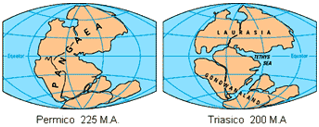 PANGAEA
Equator
Permico 225 M.A.
LAURASIA
TETHYS
SEA
Equator
GONDWANALAND
Triasico 200 M.A